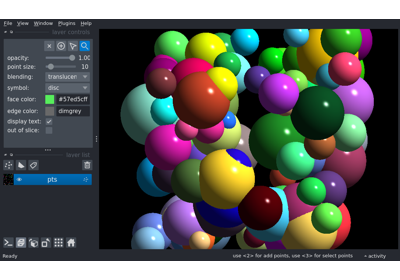 File View Window Plugins Help
layer controls
opacity: 1.00
point size: 10
blending: translucen
symbol: disc
face color: #57ed5cff
edge color: dimgrey
display text: ✓
out of slice:
layer list
pts
Ready use <2> for add points, use <3> for select points activity